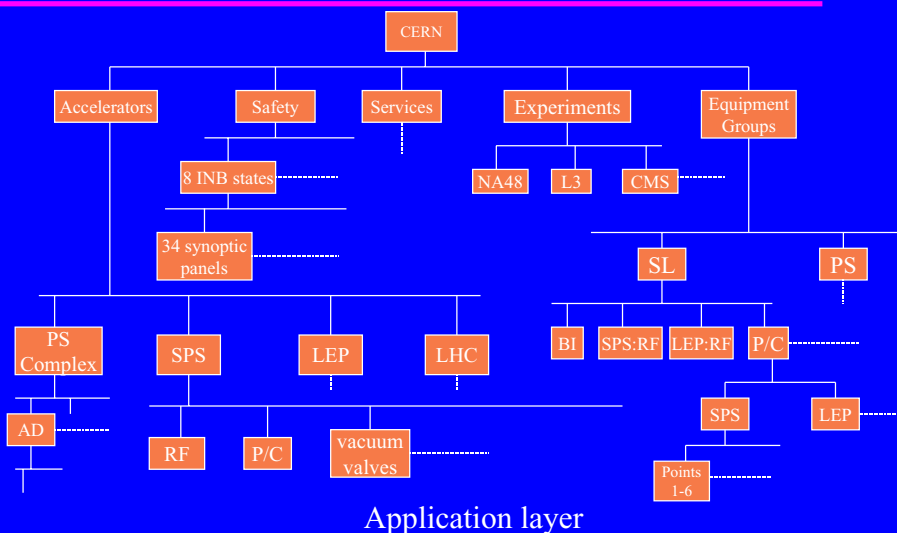 CERN
Accelerators
Safety
Services
Experiments
Equipment
Groups
8 INB states
NA48
L3
CMS
34 synoptic
panels
SL
PS
PS
Complex
SPS
LEP
LHC
BI
SPS:RF
LEP:RF
P/C
AD
RF
P/C
vacuum
valves
SPS
LEP
Points
1-6
Application layer